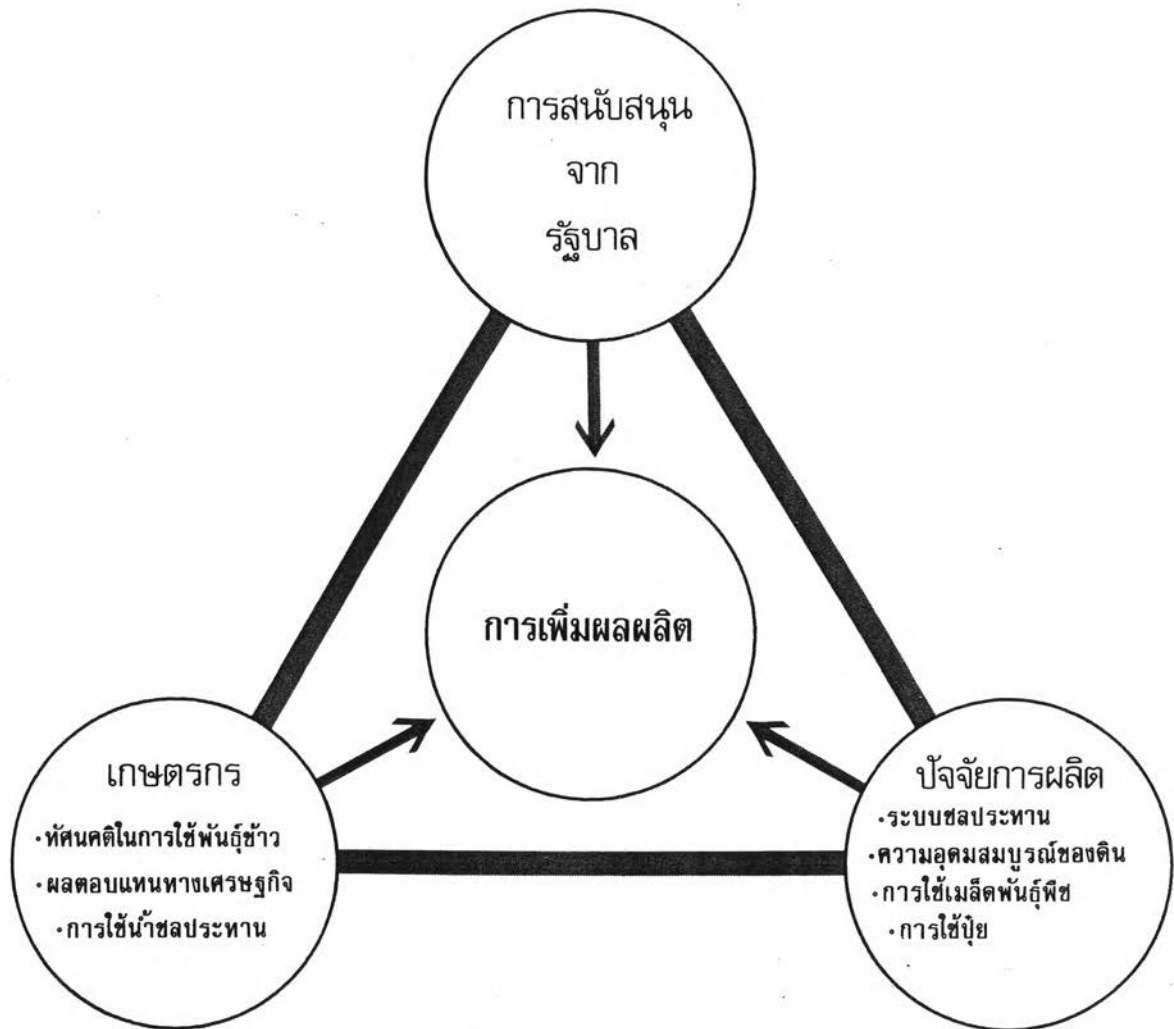 การสนับสนุน
จาก
รัฐบาล
การเพิ่มผลผลิต
เกษตรกร
·ทัศนคติในการใช้พันธุ์ข้าว
·ผลตอบแทนทางเศรษฐกิจ
·การใช้น้ำชลประทาน
ปัจจัยการผลิต
·ระบบชลประทาน
·ความอุดมสมบูรณ์ของดิน
·การใช้เมล็ดพันธุ์พืช
·การใช้ปุ๋ย